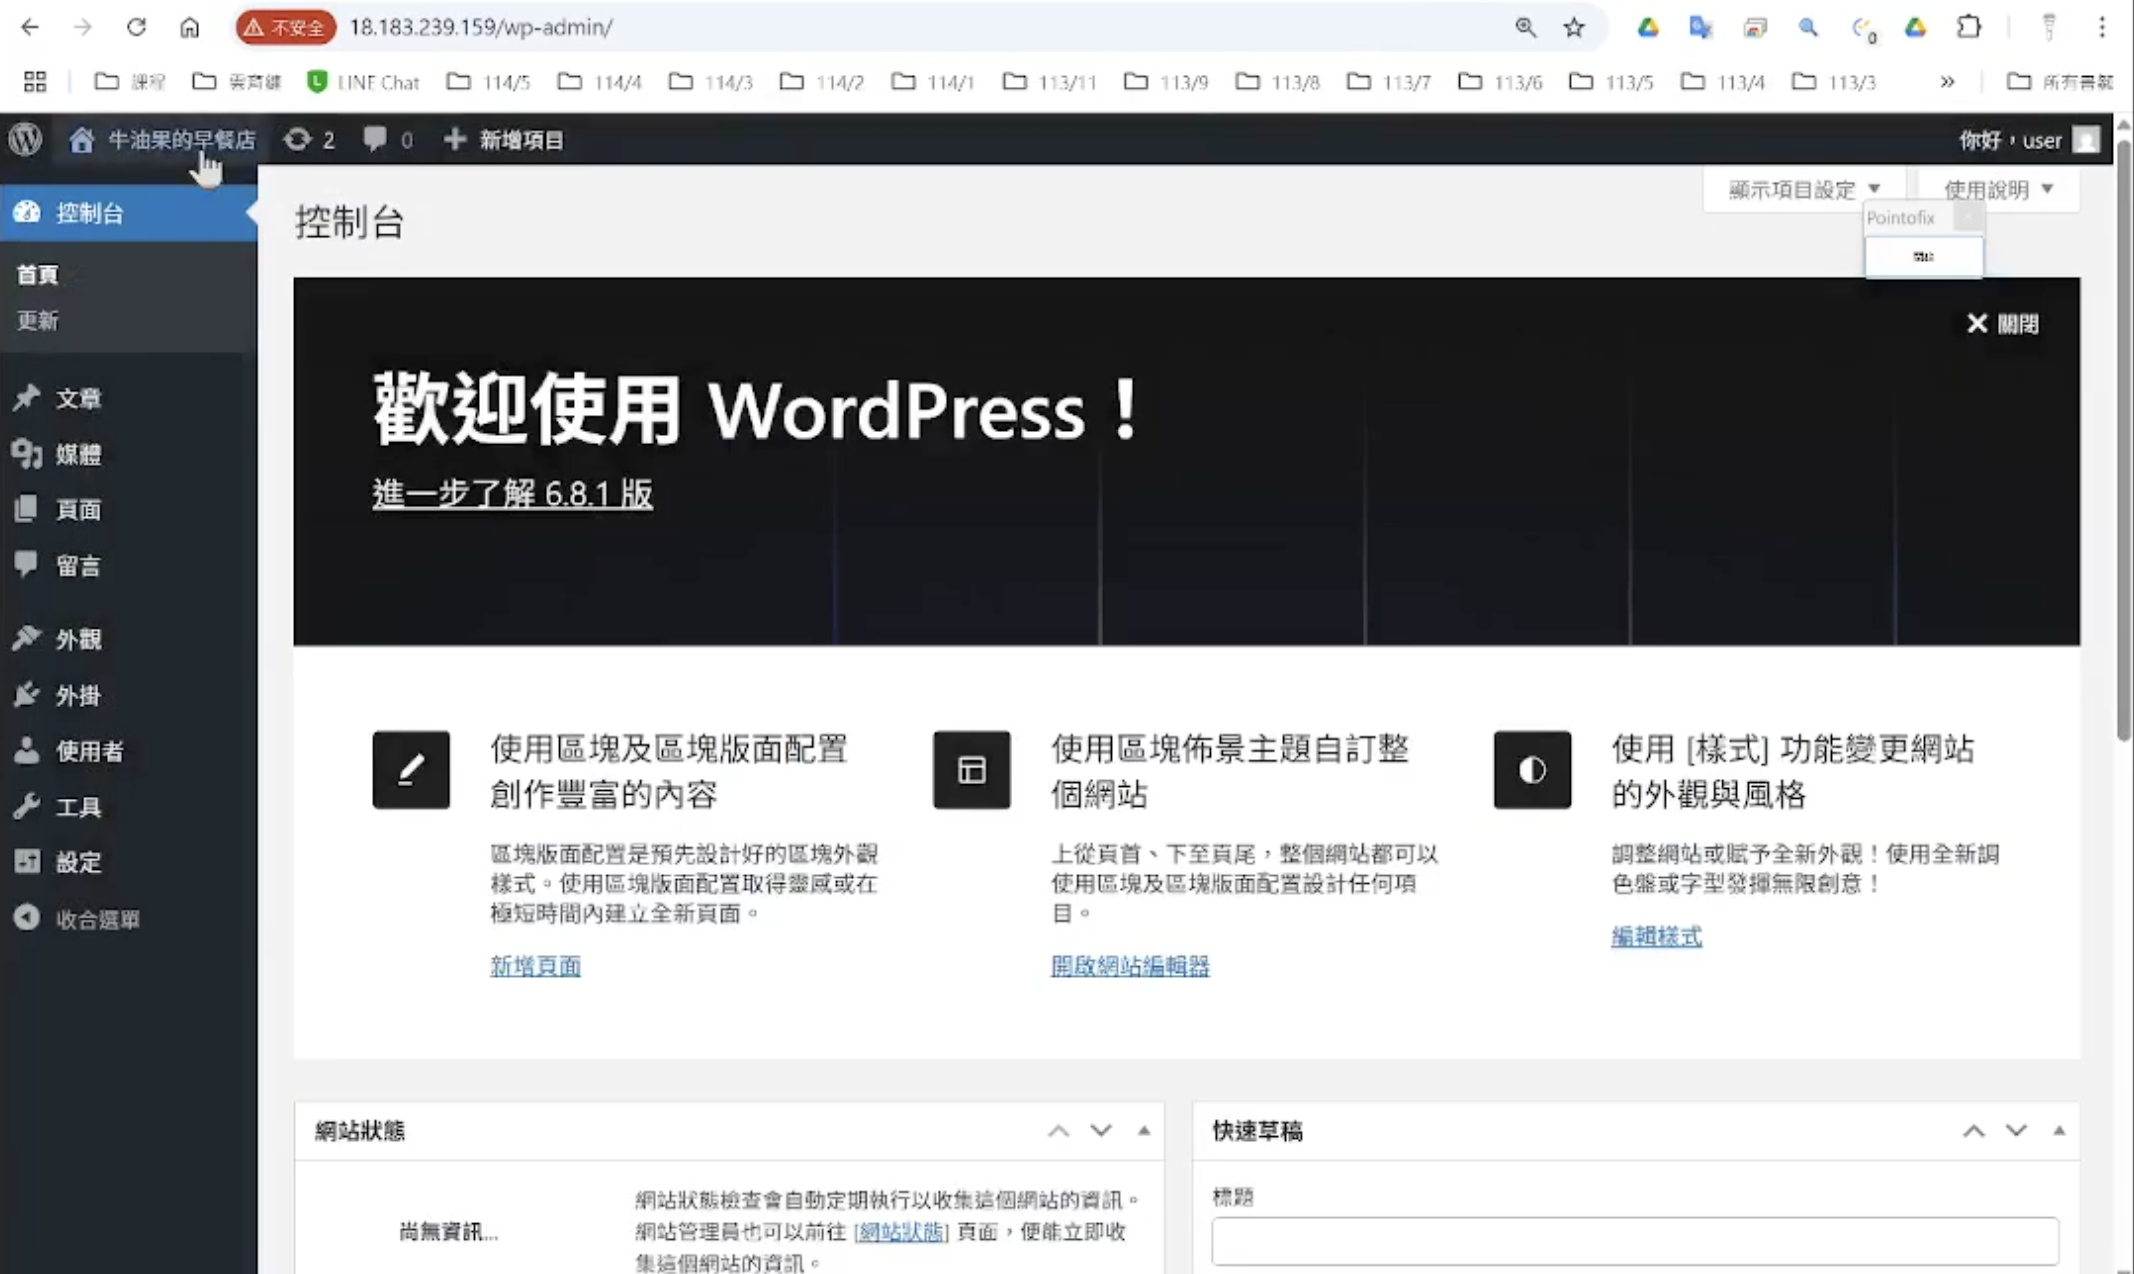 不安全 18.183.239.159/wp-admin/
0
課程 雲育鏈 LINE Chat 114/5 114/4 114/3 114/2 114/1 113/11 113/9 113/8 113/7 113/6 113/5 113/4 113/3 » 所有書籤
牛油果的早餐店 2 0 新增項目 你好，user
控制台
首頁
更新
文章
媒體
頁面
留言
外觀
外掛
使用者
工具
設定
收合選單
顯示項目設定 使用說明
控制台
Pointofix
關閉
歡迎使用 WordPress！
進一步了解 6.8.1 版
使用區塊及區塊版面配置
創作豐富的內容
區塊版面配置是預先設計好的區塊外觀
樣式。使用區塊版面配置取得靈感或在
極短時間內建立全新頁面。
新增頁面
使用區塊佈景主題自訂整
個網站
上從頁首、下至頁尾，整個網站都可以
使用區塊及區塊版面配置設計任何項
目。
開啟網站編輯器
使用 [樣式] 功能變更網站
的外觀與風格
調整網站或賦予全新外觀！使用全新調
色盤或字型發揮無限創意！
編輯樣式
網站狀態
尚無資訊...
網站狀態檢查會自動定期執行以收集這個網站的資訊。
網站管理員也可以前往 [網站狀態] 頁面，便能立即收
集這個網站的資訊。
快速草稿
標題